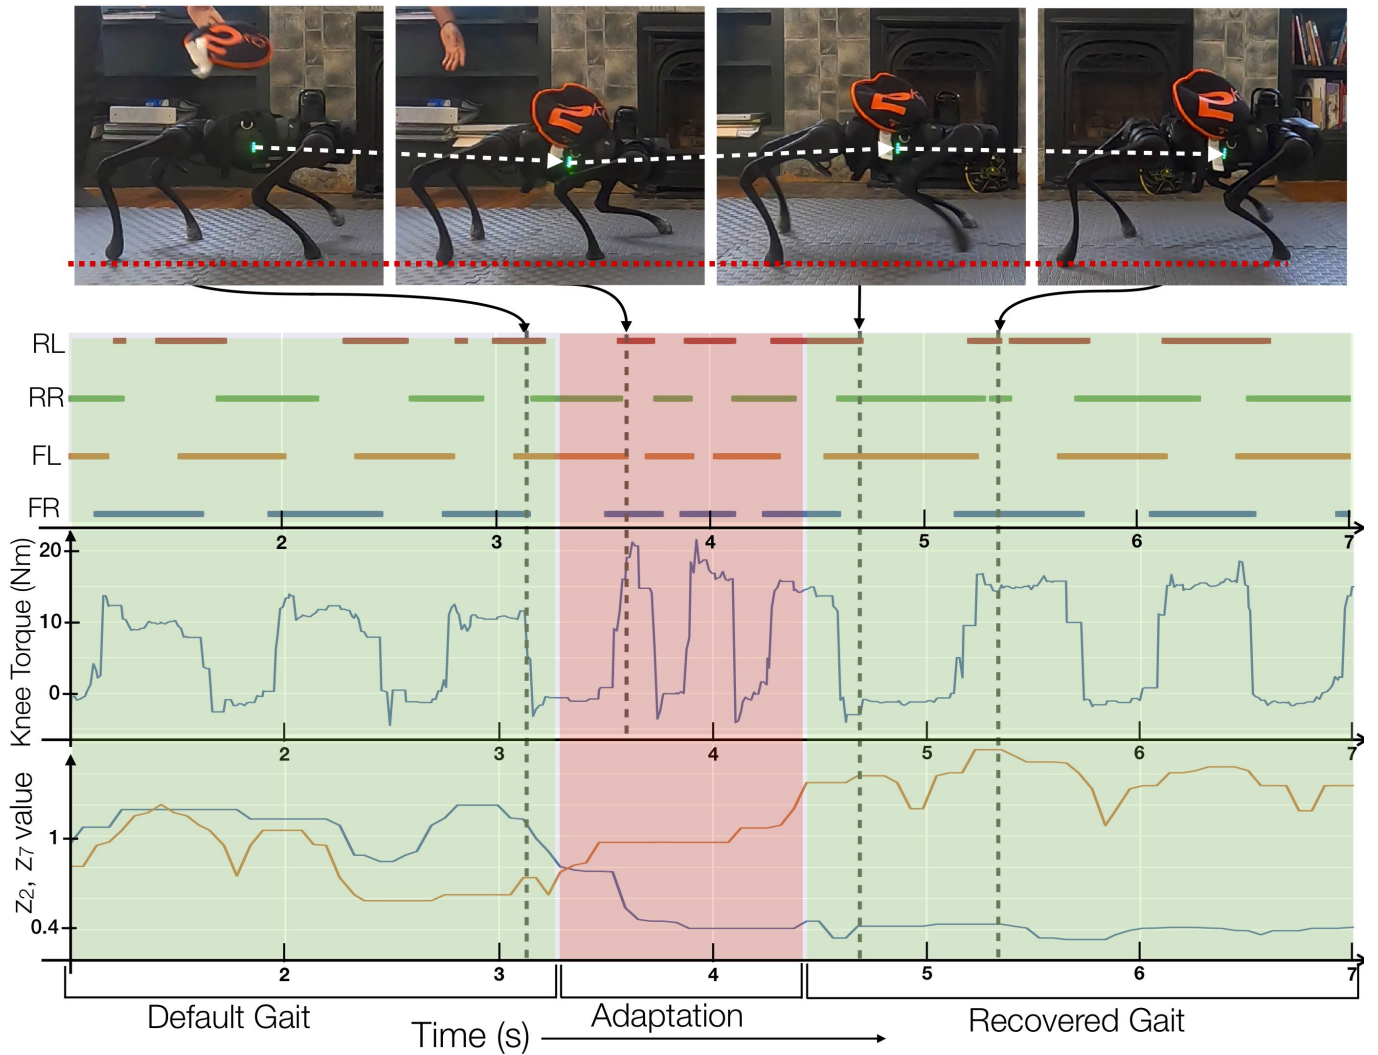 RL
RR
FL
FR
2 3 4 5 6 7
Knee Torque (Nm)
20
10
0
2 3 4 5 6 7
z2, z7 value
1
0.4
2 3 4 5 6 7
Default Gait
Adaptation
Recovered Gait
Time (s)